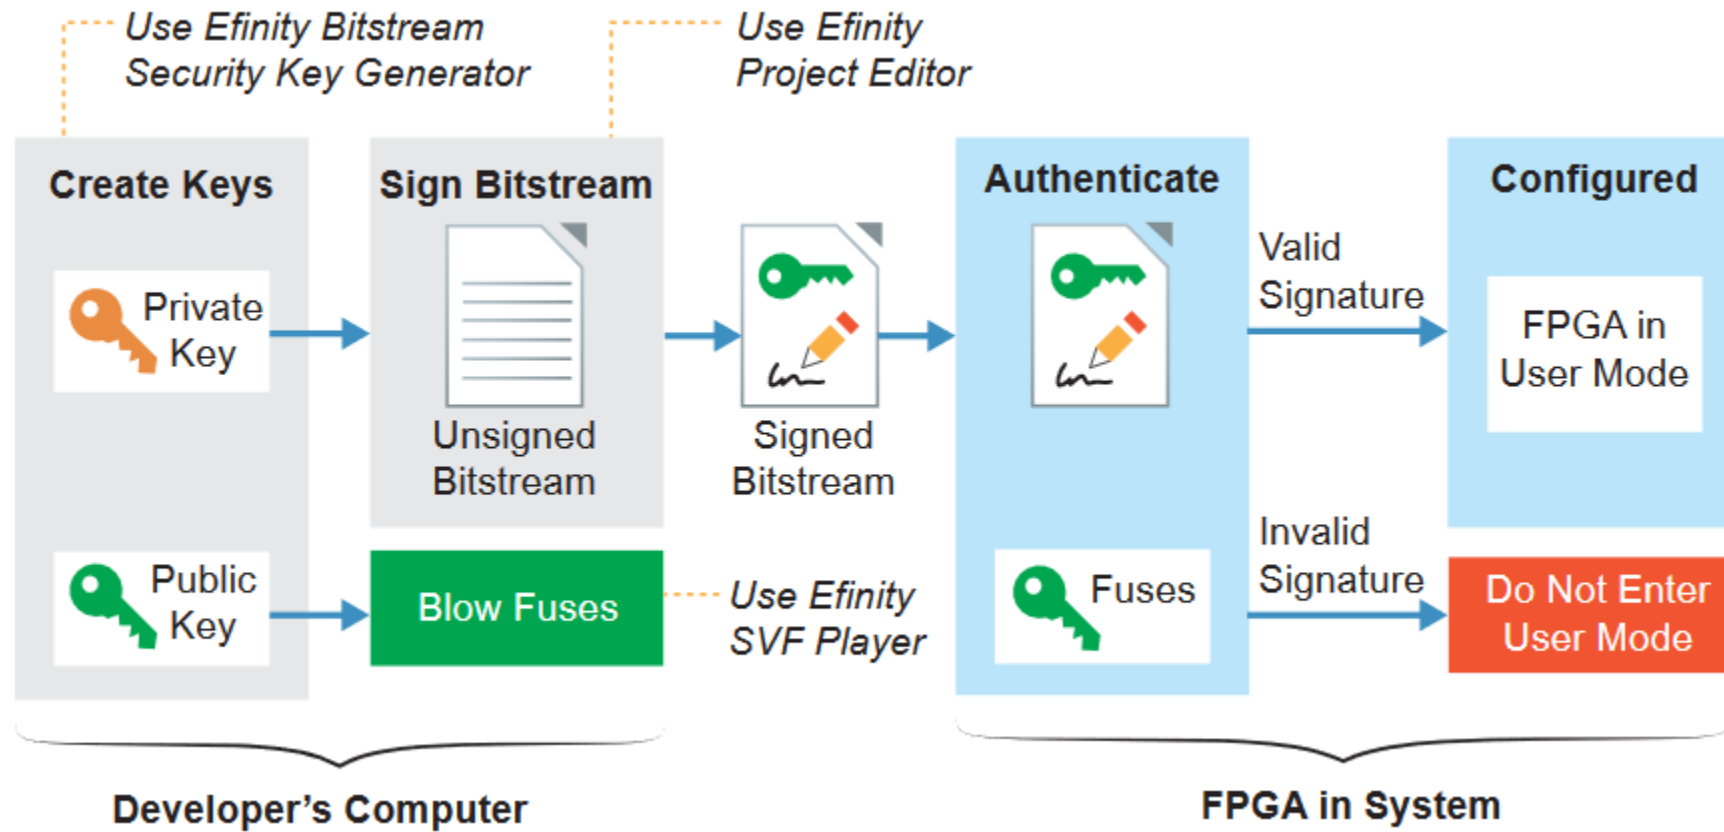 Use Efinity Bitstream
Security Key Generator
Use Efinity
Project Editor
Create Keys
Sign Bitstream
Authenticate
Configured
Private
Key
Unsigned
Bitstream
Signed
Bitstream
Valid
Signature
FPGA in
User Mode
Public
Key
Blow Fuses
Use Efinity
SVF Player
Fuses
Invalid
Signature
Do Not Enter
User Mode
Developer's Computer
FPGA in System